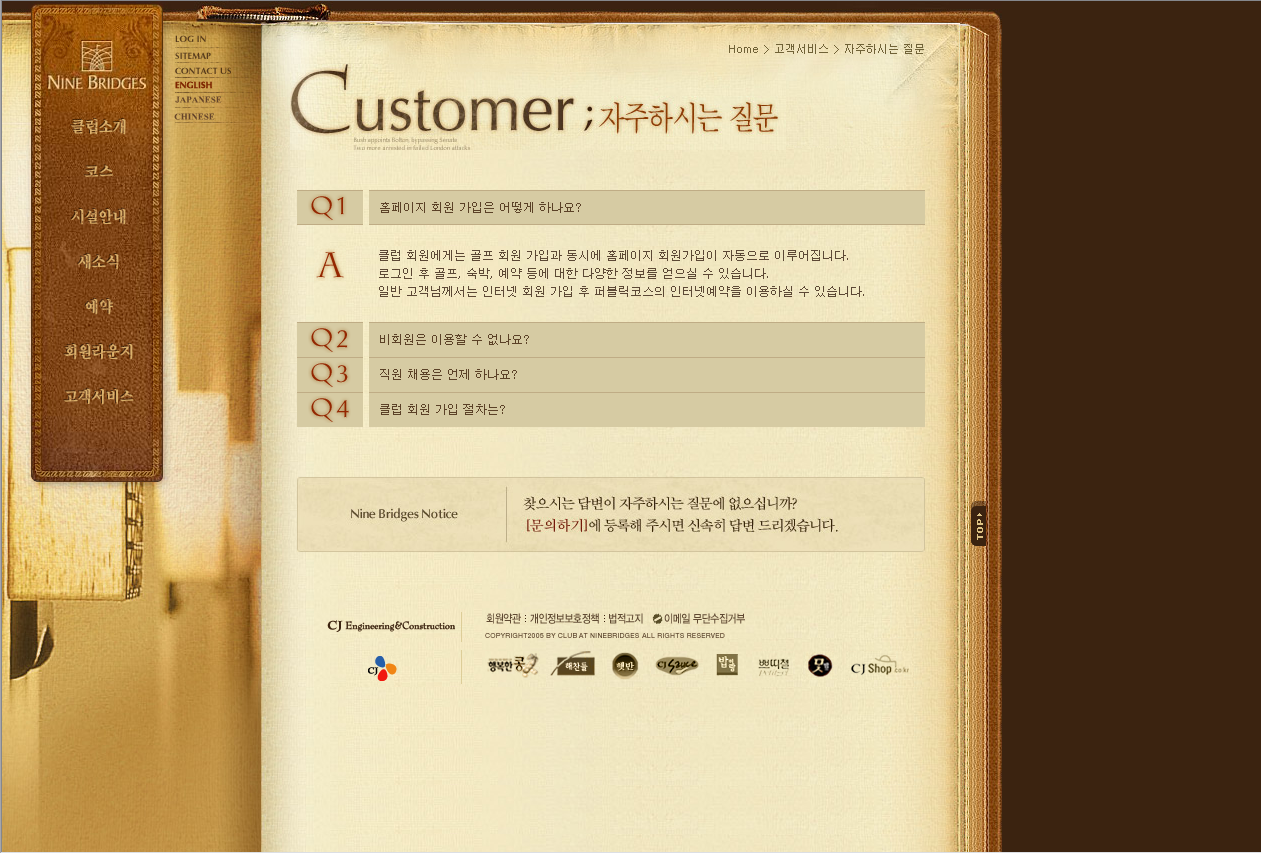 LOG IN
SITEMAP
CONTACT US
ENGLISH
JAPANESE
CHINESE
NINE BRIDGES
클럽소개
코스
시설안내
새소식
예약
회원라운지
고객서비스
Home > 고객서비스 > 자주하시는 질문
Customer ; 자주하시는 질문
Bush appoints Bolton, bypassing Senate
Two more arrested in failed London attacks
Q1 홈페이지 회원 가입은 어떻게 하나요?
A 클럽 회원에게는 골프 회원 가입과 동시에 홈페이지 회원가입이 자동으로 이루어집니다.
로그인 후 골프, 숙박, 예약 등에 대한 다양한 정보를 얻으실 수 있습니다.
일반 고객님께서는 인터넷 회원 가입 후 퍼블릭코스의 인터넷예약을 이용하실 수 있습니다.
Q2 비회원은 이용할 수 없나요?
Q3 직원 채용은 언제 하나요?
Q4 클럽 회원 가입 절차는?
Nine Bridges Notice
찾으시는 답변이 자주하시는 질문에 없으십니까?
[문의하기]에 등록해 주시면 신속히 답변 드리겠습니다.
TOP
CJ Engineering&Construction
회원약관 : 개인정보보호정책 : 법적고지 이메일 무단수집거부
COPYRIGHT2005 BY CLUB AT NINEBRIDGES ALL RIGHTS RESERVED
CJ
행복한 콩 해찬들 햇반 CJ Sauce CJ Shop.co.kr